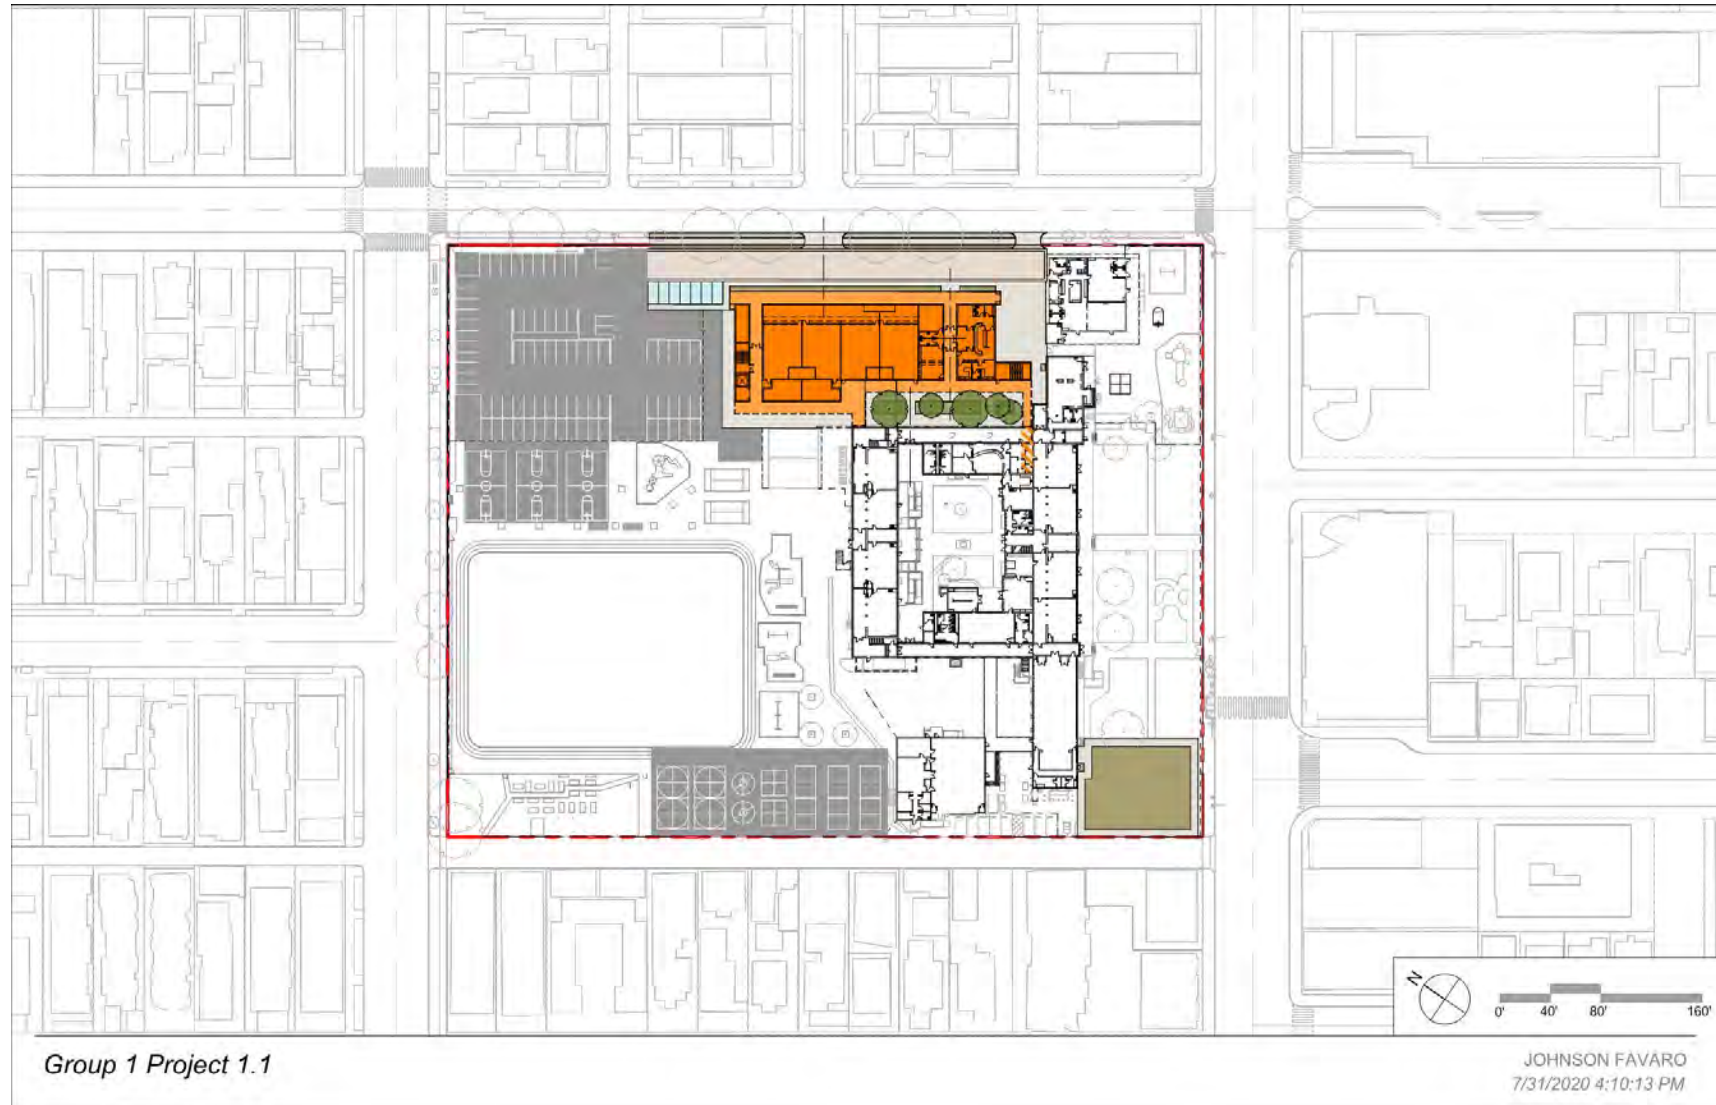 N
0' 40' 80' 160'
Group 1 Project 1.1
JOHNSON FAVARO
7/31/2020 4:10:13 PM